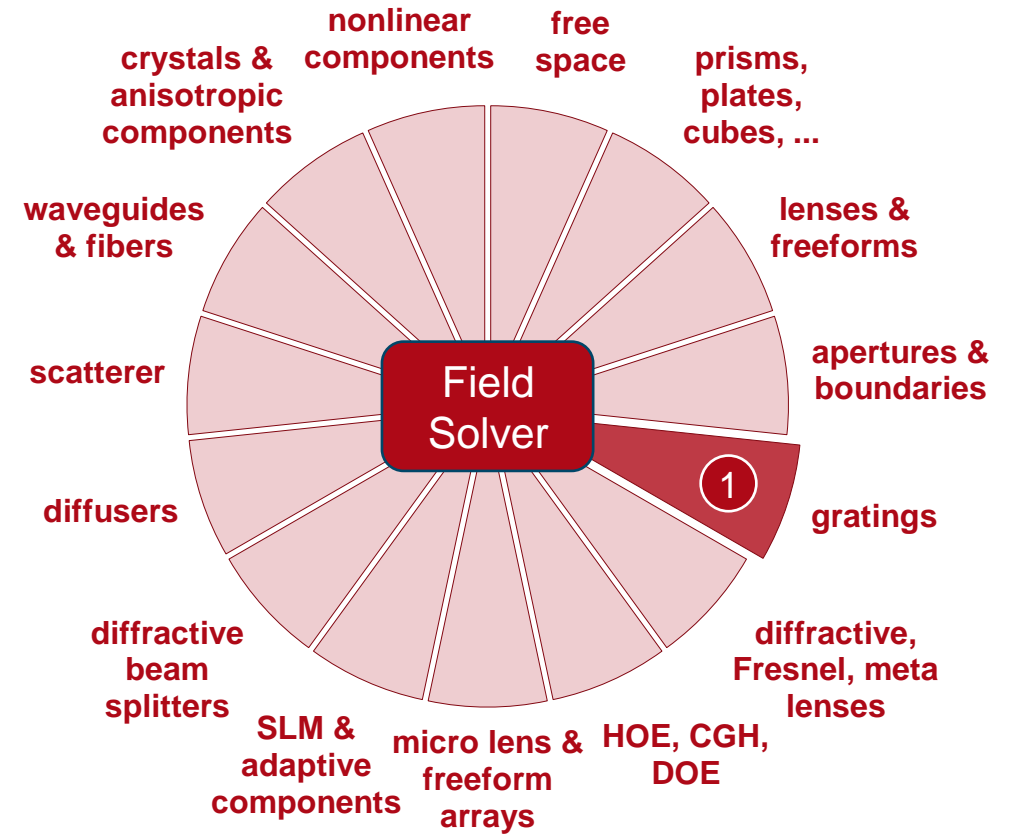 nonlinear
components
free
space
prisms,
plates,
cubes, ...
lenses &
freeforms
apertures &
boundaries
gratings
diffractive,
Fresnel, meta
lenses
HOE, CGH,
DOE
micro lens &
freeform
arrays
SLM &
adaptive
components
diffractive
beam
splitters
diffusers
scatterer
waveguides
& fibers
crystals &
anisotropic
components
Field
Solver
1